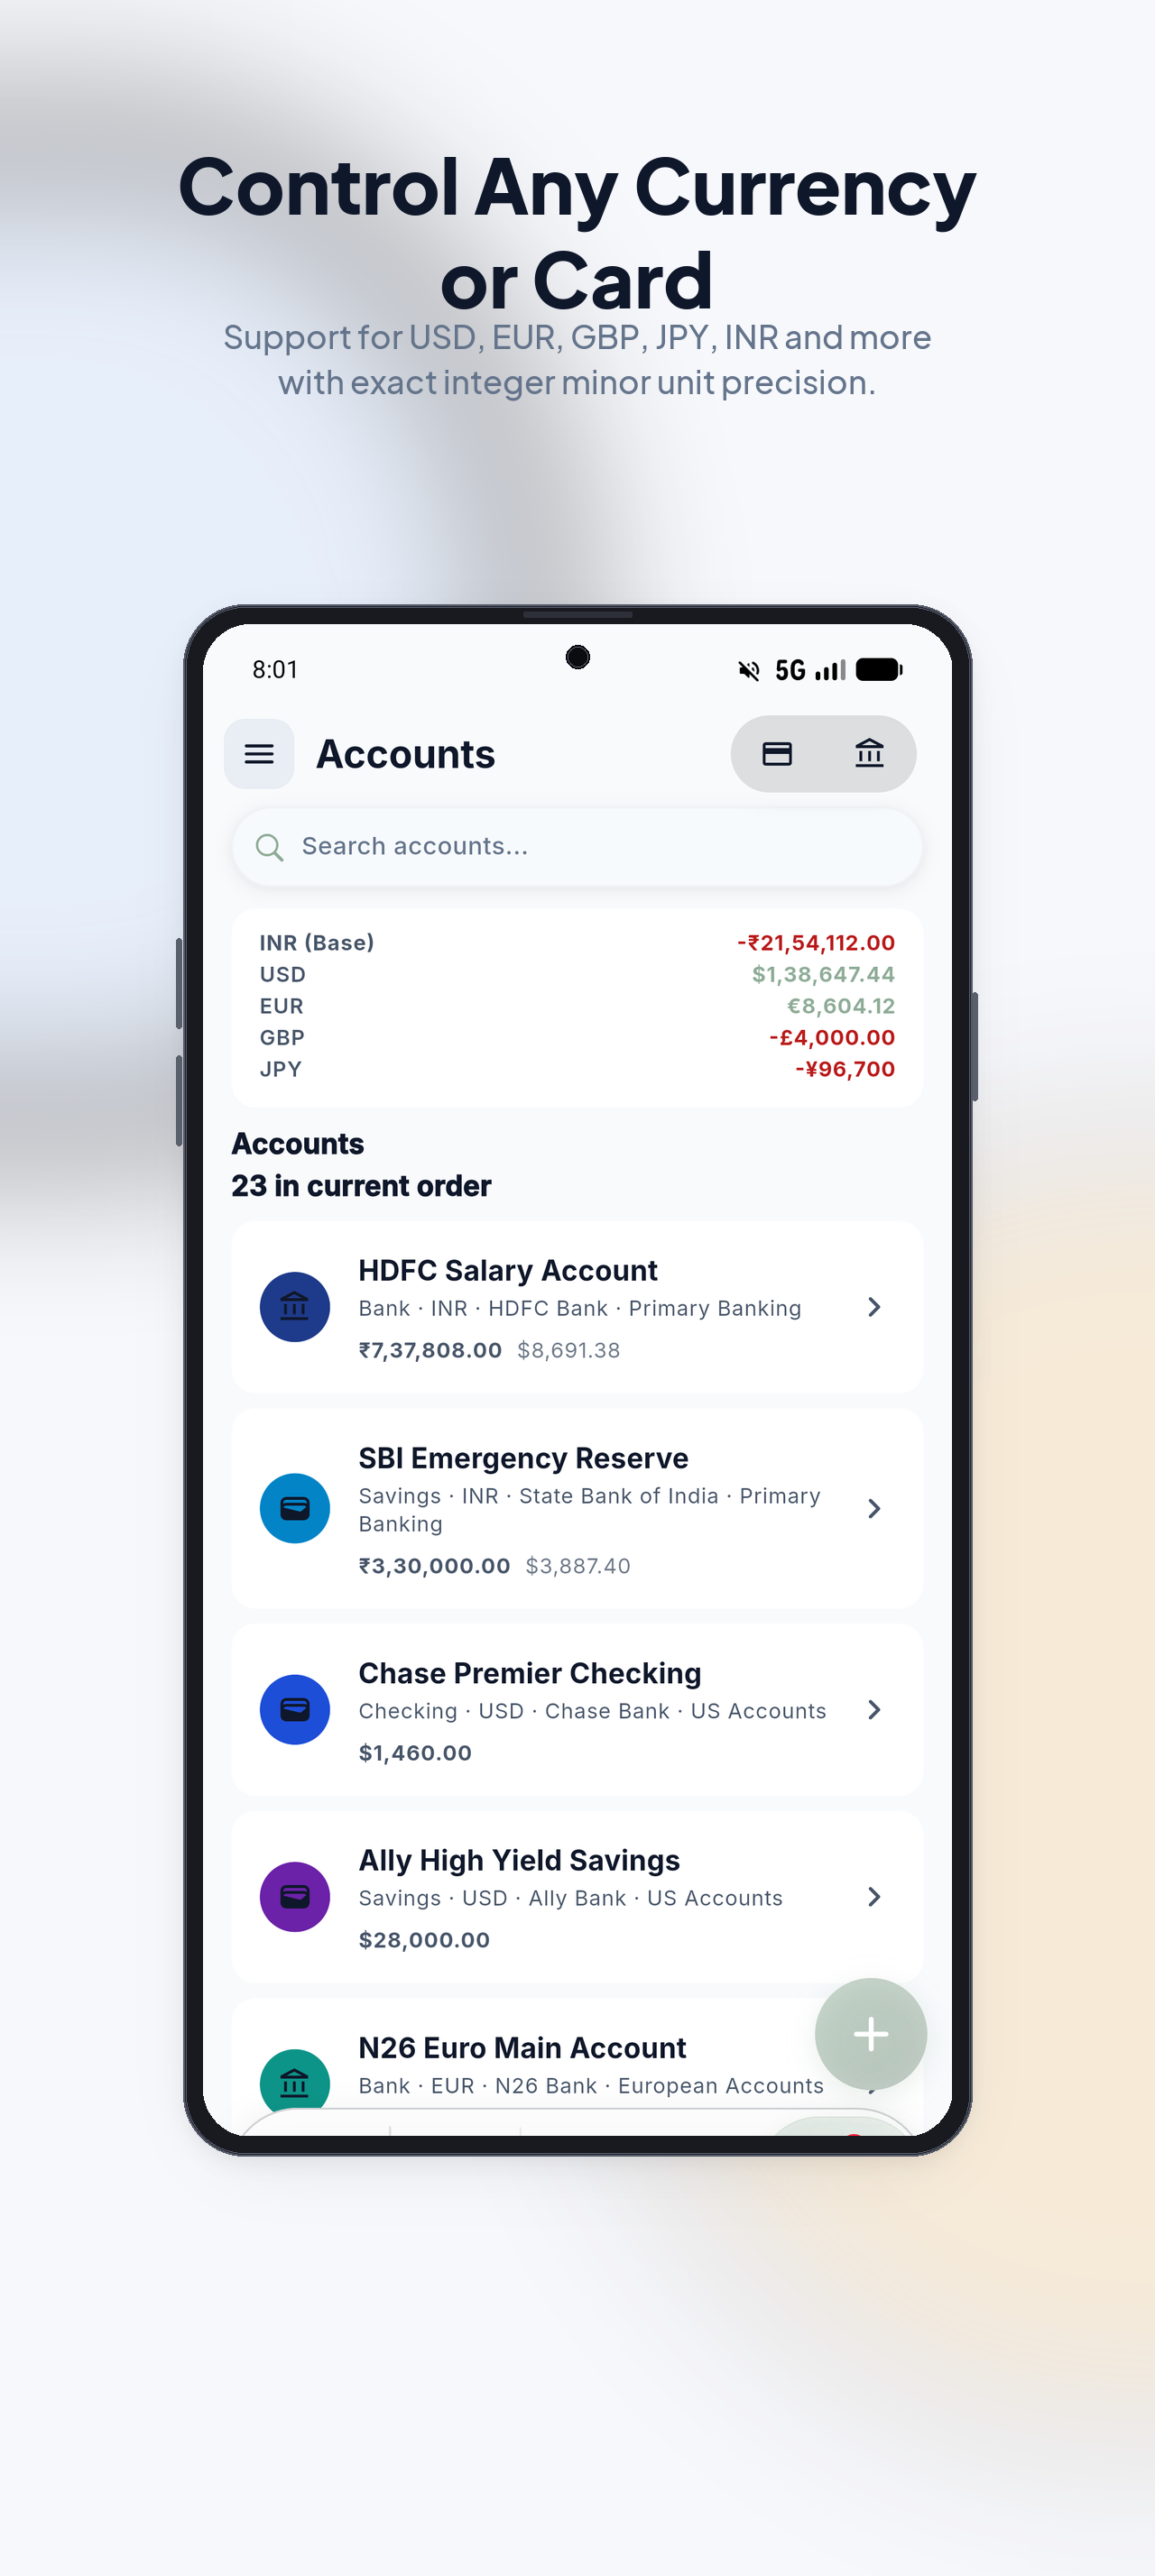 Control Any Currency
or Card
Support for USD, EUR, GBP, JPY, INR and more
with exact integer minor unit precision.
8:01 5G
Accounts
Search accounts...
INR (Base) -₹21,54,112.00
USD $1,38,647.44
EUR €8,604.12
GBP -£4,000.00
JPY -¥96,700
Accounts
23 in current order
HDFC Salary Account
Bank · INR · HDFC Bank · Primary Banking
₹7,37,808.00 $8,691.38
SBI Emergency Reserve
Savings · INR · State Bank of India · Primary
Banking
₹3,30,000.00 $3,887.40
Chase Premier Checking
Checking · USD · Chase Bank · US Accounts
$1,460.00
Ally High Yield Savings
Savings · USD · Ally Bank · US Accounts
$28,000.00
N26 Euro Main Account
Bank · EUR · N26 Bank · European Accounts